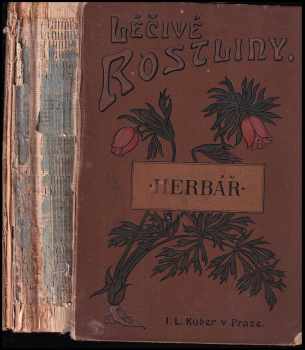 LÉČIVÉ
ROSTLINY.
·HERBÁŘ·
I. L. Kober v Praze.